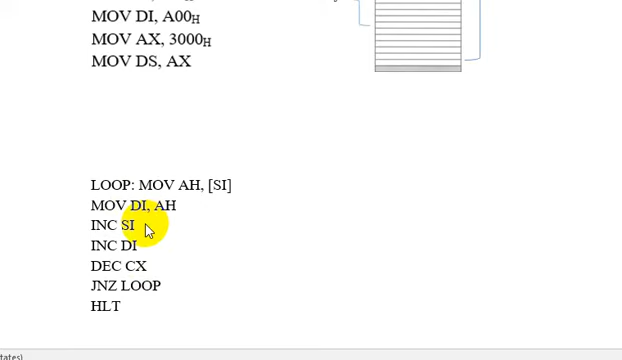 MOV DI, A00H
MOV AX, 3000H
MOV DS, AX
LOOP: MOV AH, [SI]
MOV DI, AH
INC SI
INC DI
DEC CX
JNZ LOOP
HLT
tates)